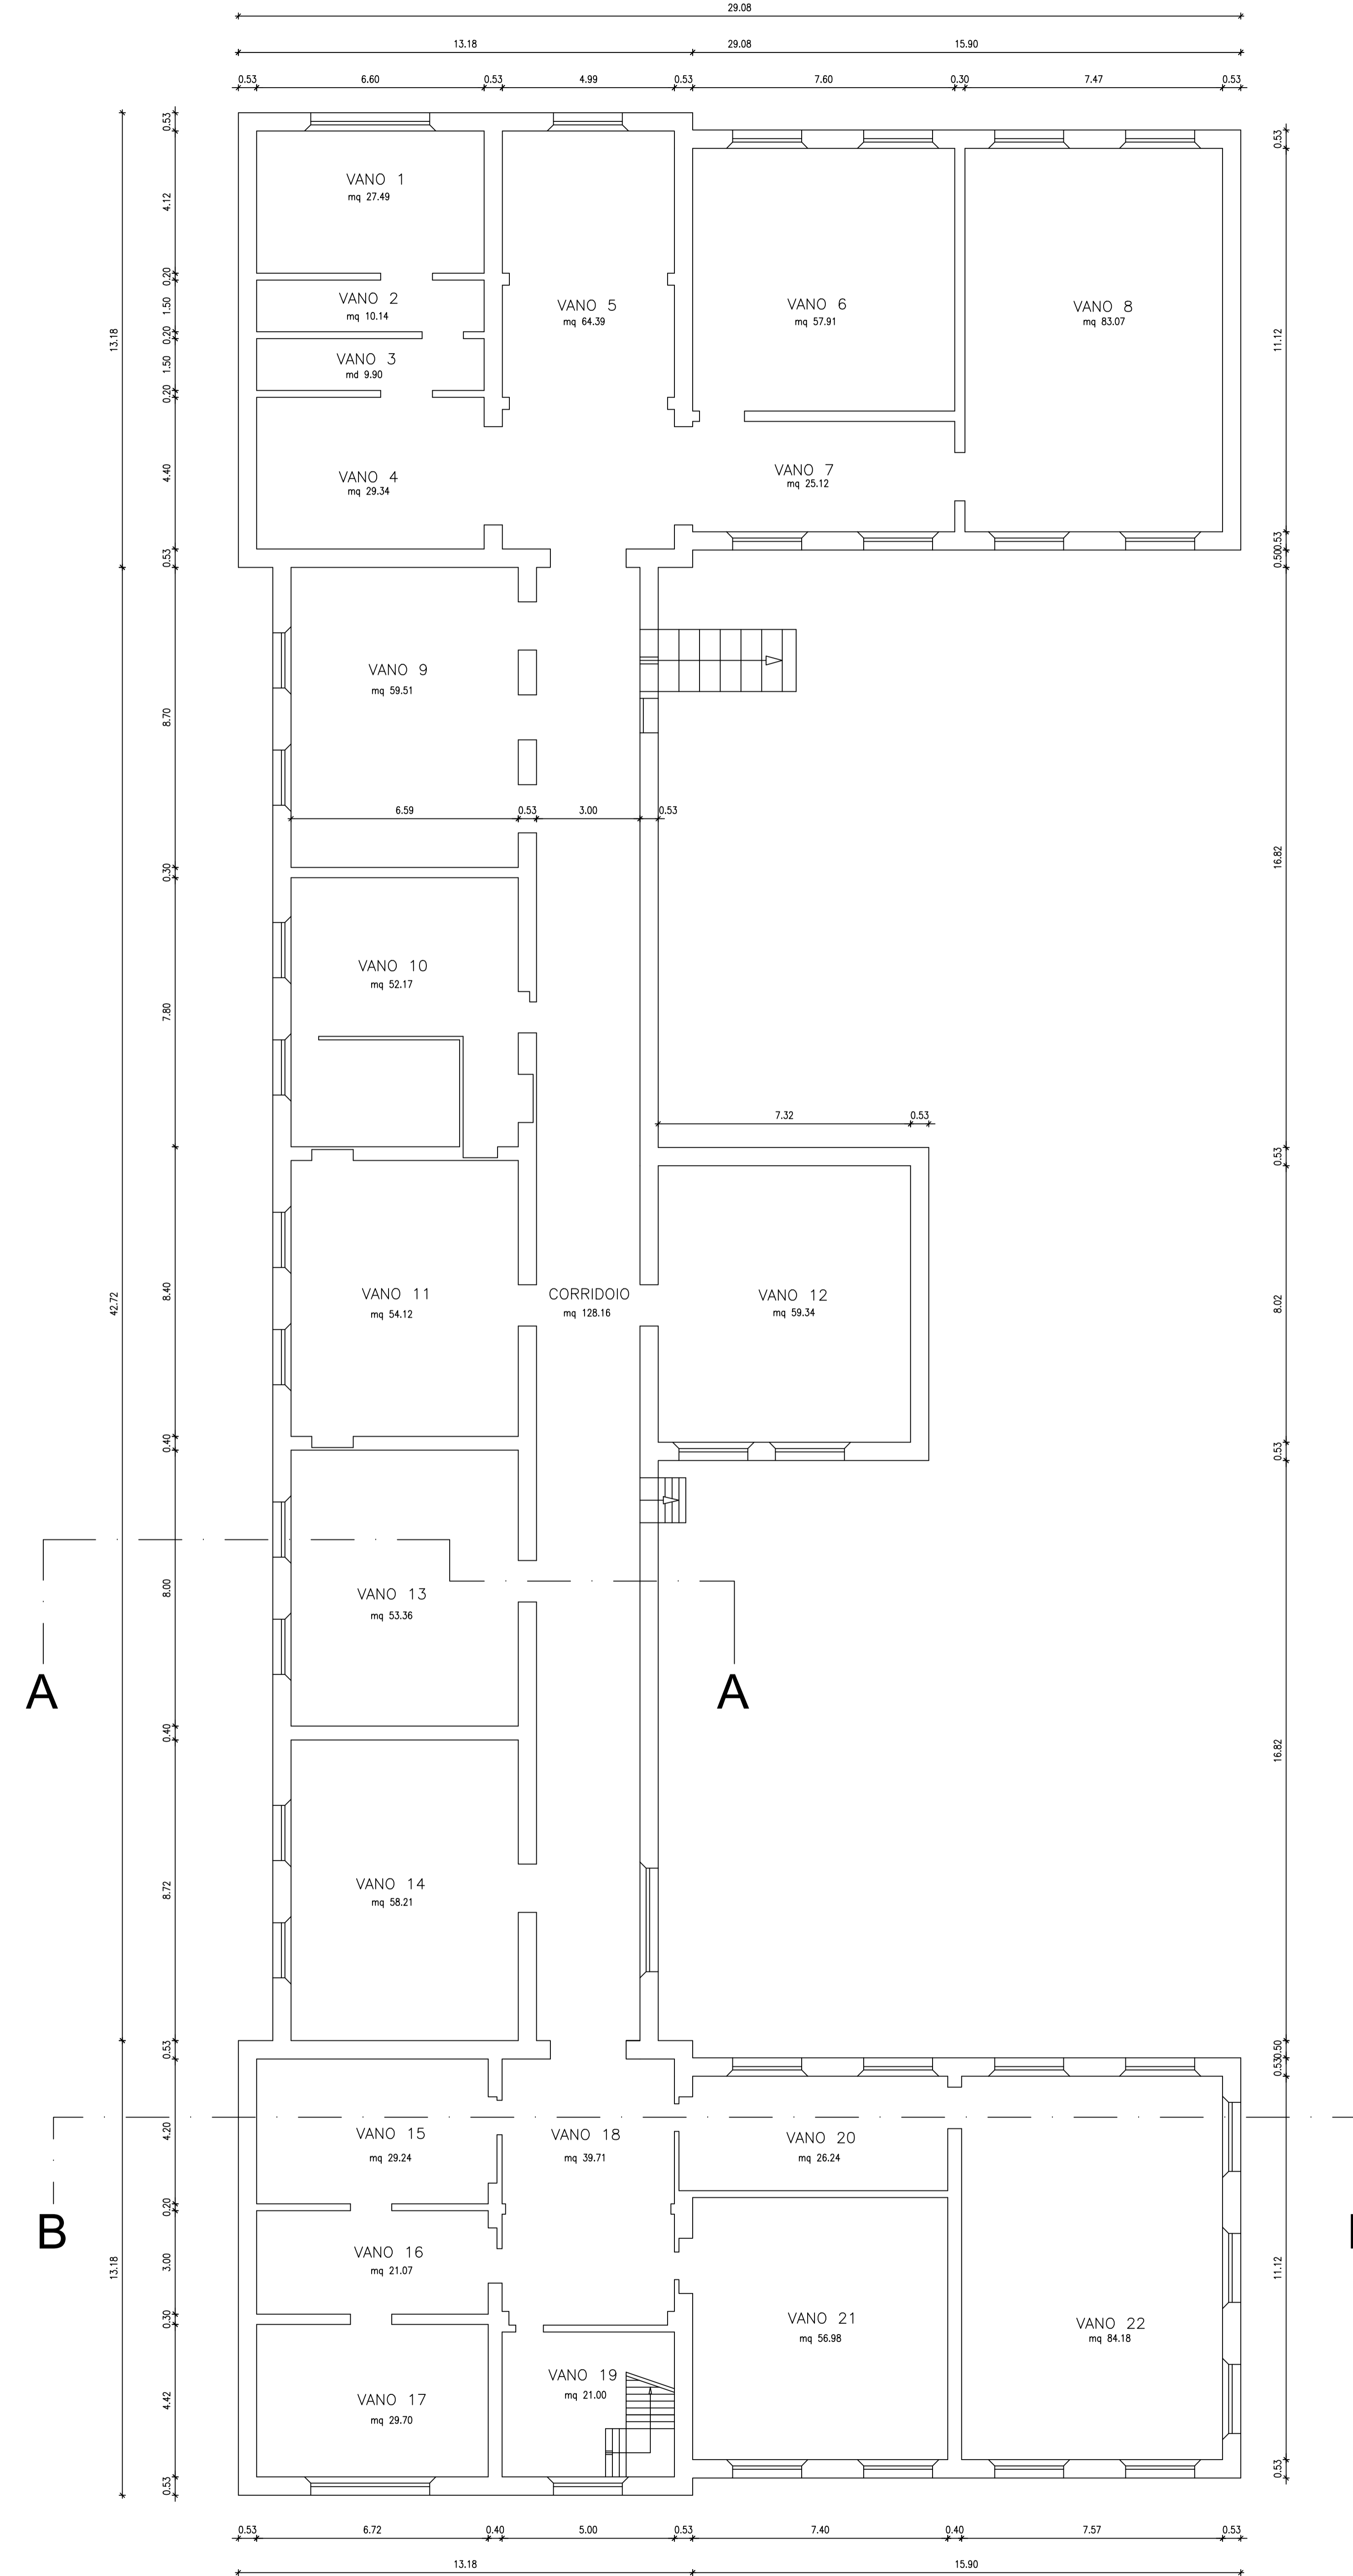 29.08
13.18 29.08 15.90
0.53 6.60 0.53 4.99 0.53 7.60 0.30 7.47 0.53
0.53
4.12
0.20
1.50
0.20
1.50
0.20
4.40
0.53
13.18
VANO 1
mq 27.49
VANO 2
mq 10.14
VANO 3
md 9.90
VANO 4
mq 29.34
VANO 5
mq 64.39
VANO 6
mq 57.91
VANO 7
mq 25.12
VANO 8
mq 83.07
0.53
11.12
0.53
0.50
VANO 9
mq 59.51
8.70
6.59 0.53 3.00 0.53
0.30
16.82
VANO 10
mq 52.17
7.80
7.32 0.53
0.53
VANO 11
mq 54.12
CORRIDOIO
mq 128.16
VANO 12
mq 59.34
42.72
8.40
8.02
0.40
0.53
VANO 13
mq 53.36
8.00
A A
0.40
16.82
VANO 14
mq 58.21
8.72
0.53
0.50
0.53
VANO 15
mq 29.24
VANO 18
mq 39.71
VANO 20
mq 26.24
4.20
0.20
B
VANO 16
mq 21.07
13.18
3.00
11.12
0.30
VANO 21
mq 56.98
VANO 22
mq 84.18
VANO 19
mq 21.00
VANO 17
mq 29.70
4.42
0.53
0.53
0.53 6.72 0.40 5.00 0.53 7.40 0.40 7.57 0.53
13.18 15.90